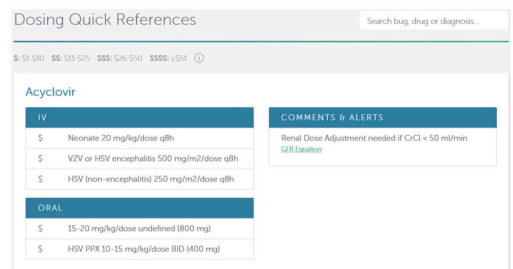 Dosing Quick References
Search bug, drug or diagnosis...
$: $1-$10 $$: $11-$25 $$$: $26-$50 $$$$: >$51
Acyclovir
IV
$ Neonate 20 mg/kg/dose q8h
$ VZV or HSV encephalitis 500 mg/m2/dose q8h
$ HSV (non-encephalitis) 250 mg/m2/dose q8h
ORAL
$ 15-20 mg/kg/dose undefined (800 mg)
$ HSV PPX 10-15 mg/kg/dose BID (400 mg)
COMMENTS & ALERTS
Renal Dose Adjustment needed if CrCl < 50 ml/min
GFR Equation